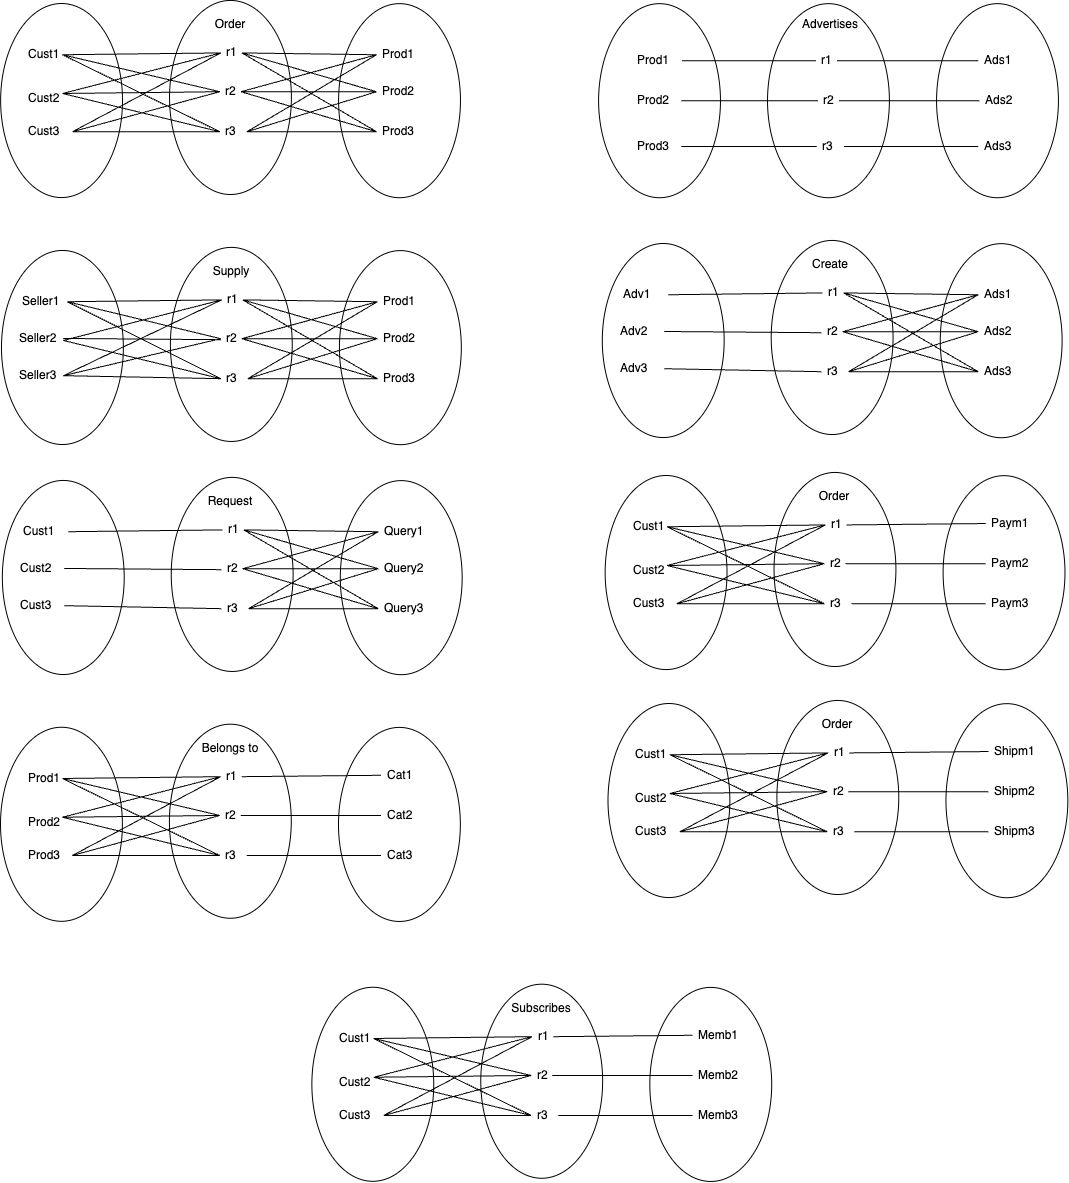 Order
Cust1 r1 Prod1
Cust2 r2 Prod2
Cust3 r3 Prod3
Advertises
Prod1 r1 Ads1
Prod2 r2 Ads2
Prod3 r3 Ads3
Supply
Seller1 r1 Prod1
Seller2 r2 Prod2
Seller3 r3 Prod3
Create
Adv1 r1 Ads1
Adv2 r2 Ads2
Adv3 r3 Ads3
Request
Cust1 r1 Query1
Cust2 r2 Query2
Cust3 r3 Query3
Order
Cust1 r1 Paym1
Cust2 r2 Paym2
Cust3 r3 Paym3
Belongs to
Prod1 r1 Cat1
Prod2 r2 Cat2
Prod3 r3 Cat3
Order
Cust1 r1 Shipm1
Cust2 r2 Shipm2
Cust3 r3 Shipm3
Subscribes
Cust1 r1 Memb1
Cust2 r2 Memb2
Cust3 r3 Memb3